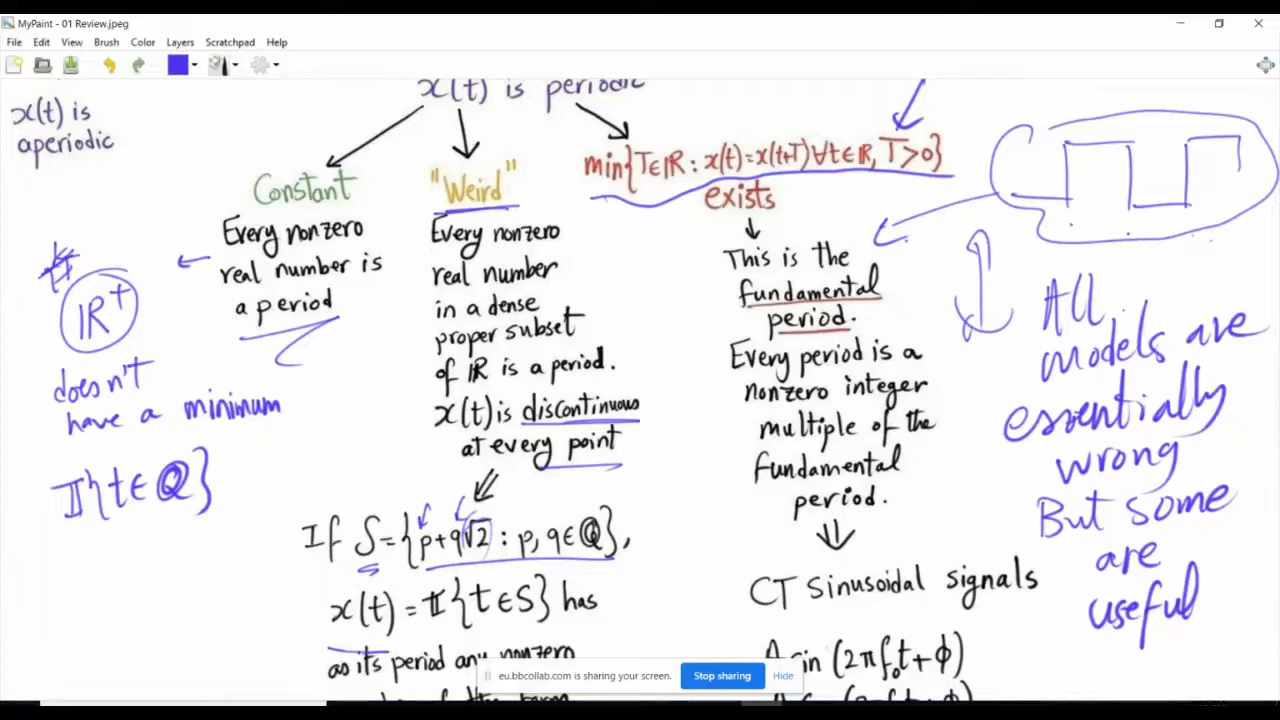 MyPaint - 01 Review.jpeg
File Edit View Brush Color Layers Scratchpad Help
x(t) is periodic
x(t) is
aperiodic
Constant
Every nonzero
real number is
a period
"Weird"
Every nonzero
real number
in a dense
proper subset
of ℝ is a period.
x(t) is discontinuous
at every point
min{T∈ℝ : x(t)=x(t+T) ∀t∈ℝ, T>0}
exists
This is the
fundamental
period.
Every period is a
nonzero integer
multiple of the
fundamental
period.
CT Sinusoidal signals
A sin (2πf₀t+ϕ)
ℝ⁺
doesn't
have a minimum
𝕀{t∈ℚ}
If S={p+q√2 : p, q∈ℚ},
x(t) = 𝕀{t∈S} has
as its period any nonzero
All
models are
essentially
wrong
But some
are
useful
eu.bbcollab.com is sharing your screen. Stop sharing Hide